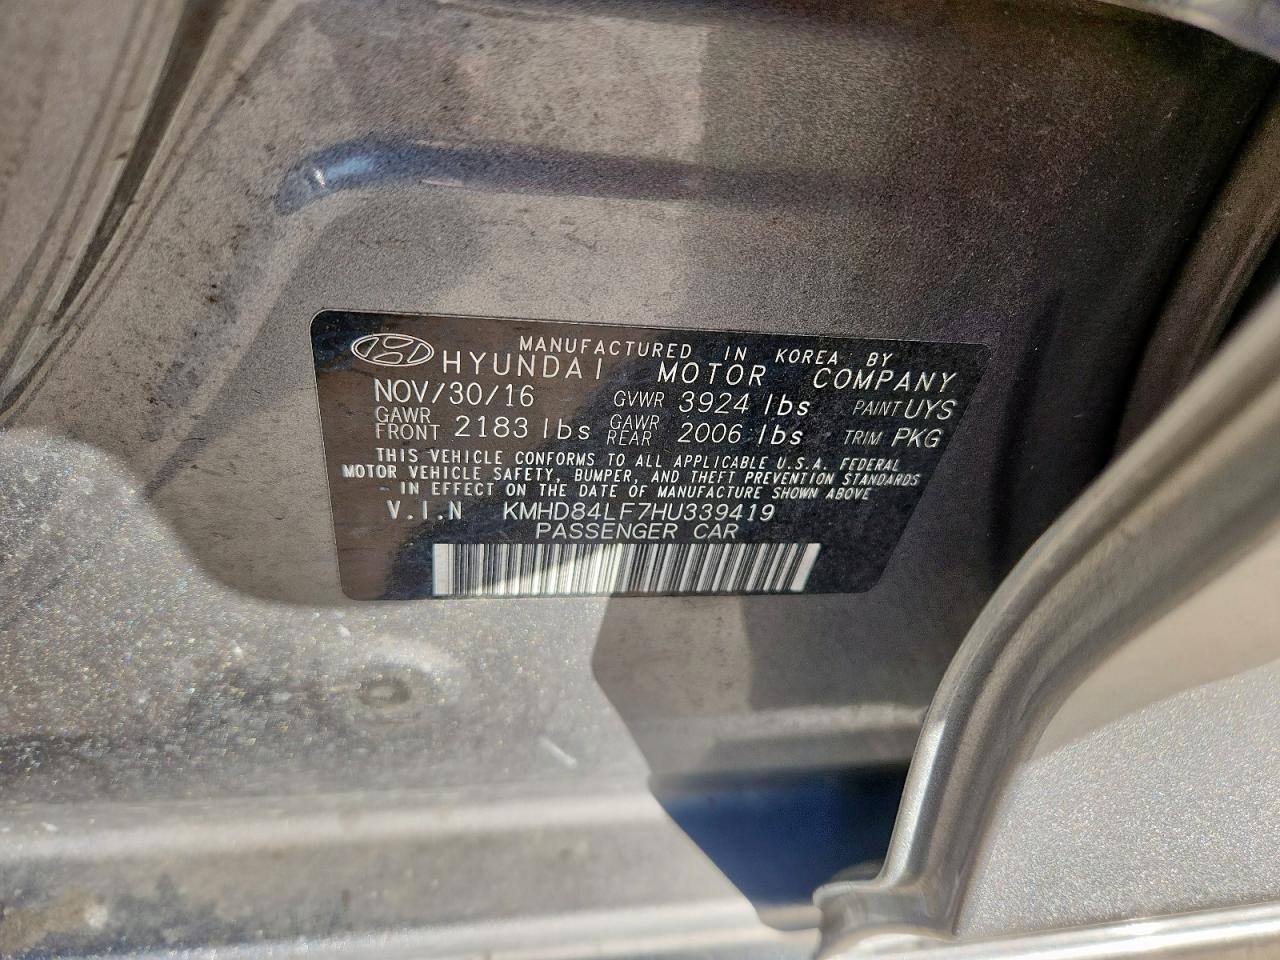 MANUFACTURED IN KOREA BY
HYUNDAI MOTOR COMPANY
NOV/30/16 GVWR 3924 lbs PAINT UYS
GAWR FRONT 2183 lbs GAWR REAR 2006 lbs TRIM PKG
THIS VEHICLE CONFORMS TO ALL APPLICABLE U.S.A. FEDERAL
MOTOR VEHICLE SAFETY, BUMPER, AND THEFT PREVENTION STANDARDS
IN EFFECT ON THE DATE OF MANUFACTURE SHOWN ABOVE
V.I.N KMHD84LF7HU339419
PASSENGER CAR